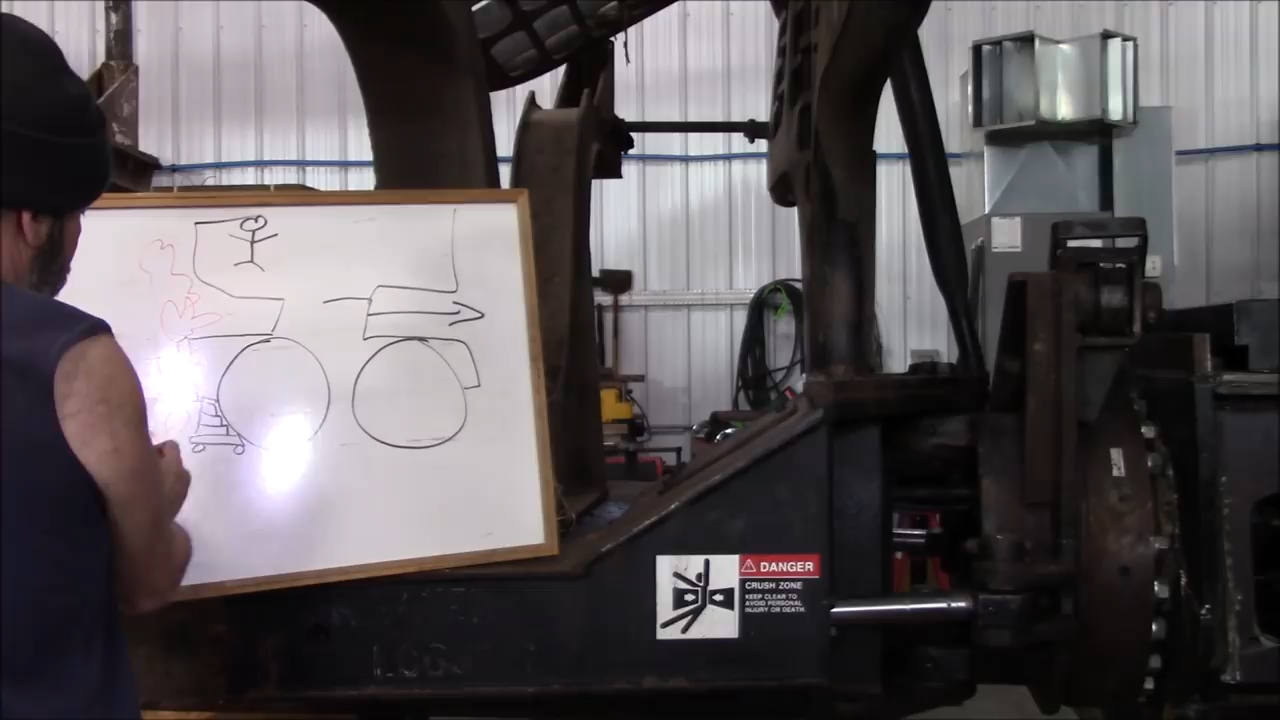 DANGER
CRUSH ZONE
KEEP CLEAR TO
AVOID PERSONAL
INJURY OR DEATH.